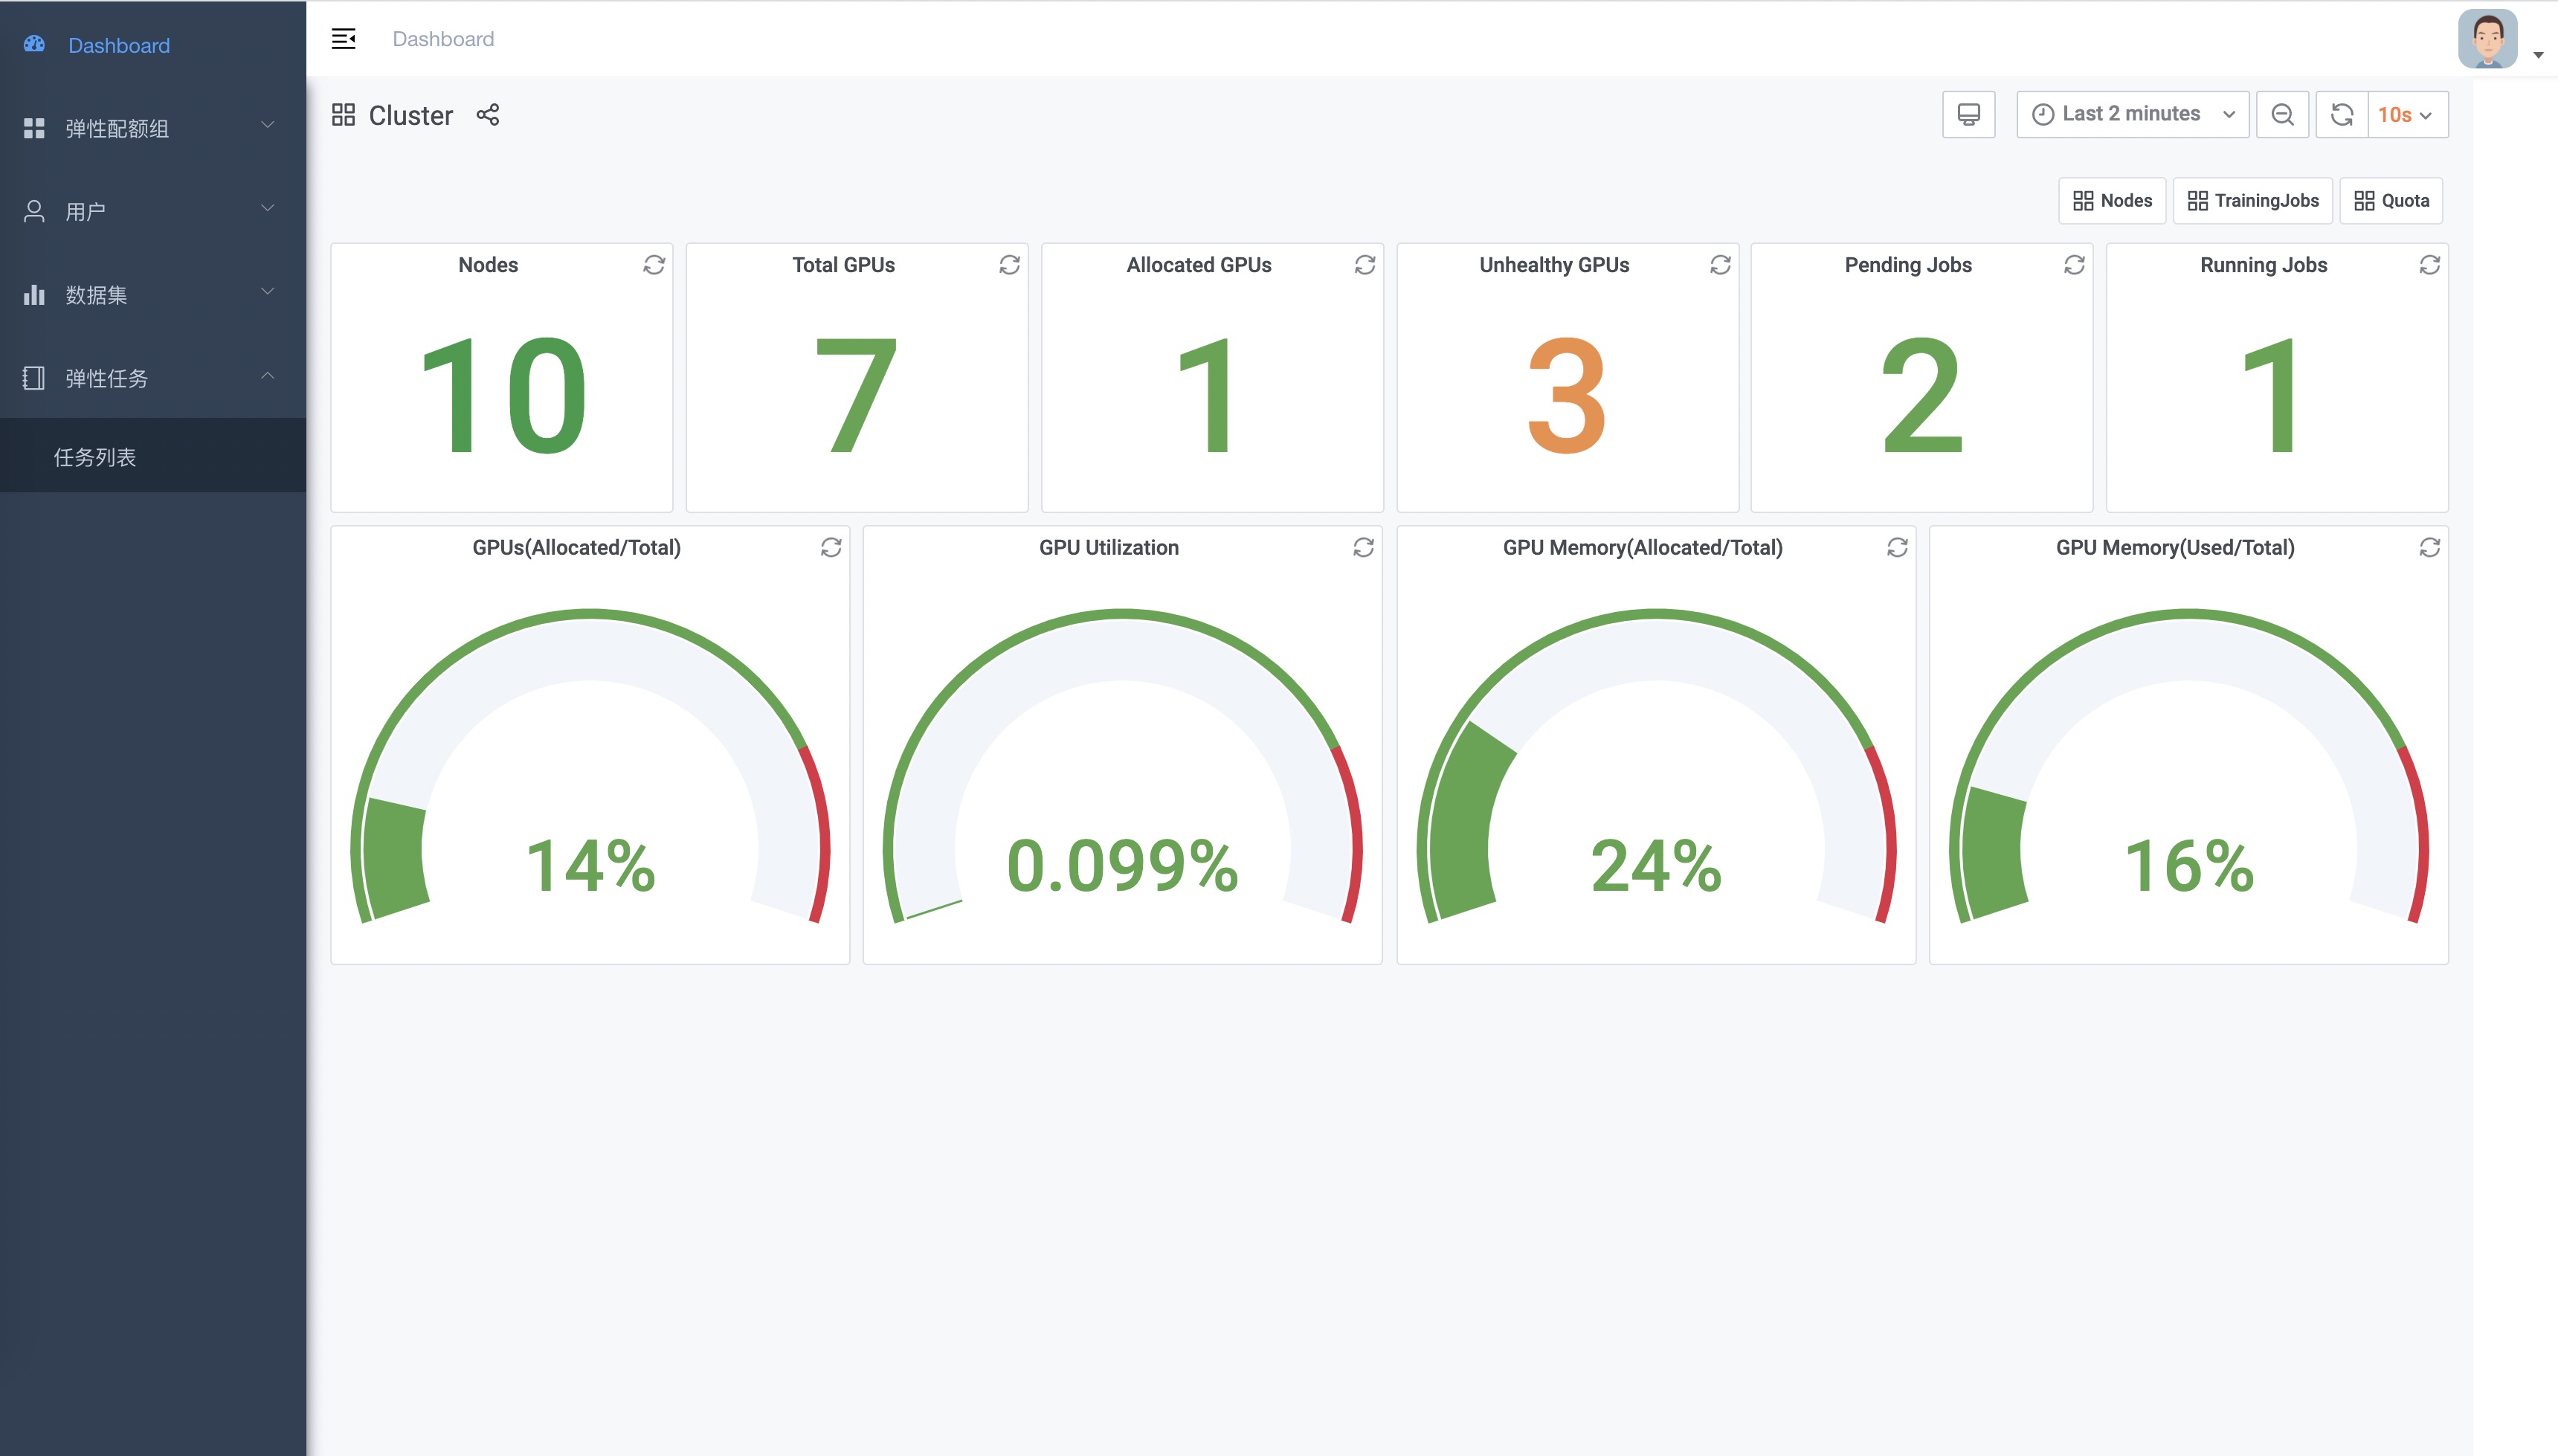 Dashboard
弹性配额组
用户
数据集
弹性任务
任务列表
Dashboard
Cluster
Last 2 minutes
10s
Nodes
TrainingJobs
Quota
Nodes
10
Total GPUs
7
Allocated GPUs
1
Unhealthy GPUs
3
Pending Jobs
2
Running Jobs
1
GPUs(Allocated/Total)
14%
GPU Utilization
0.099%
GPU Memory(Allocated/Total)
24%
GPU Memory(Used/Total)
16%